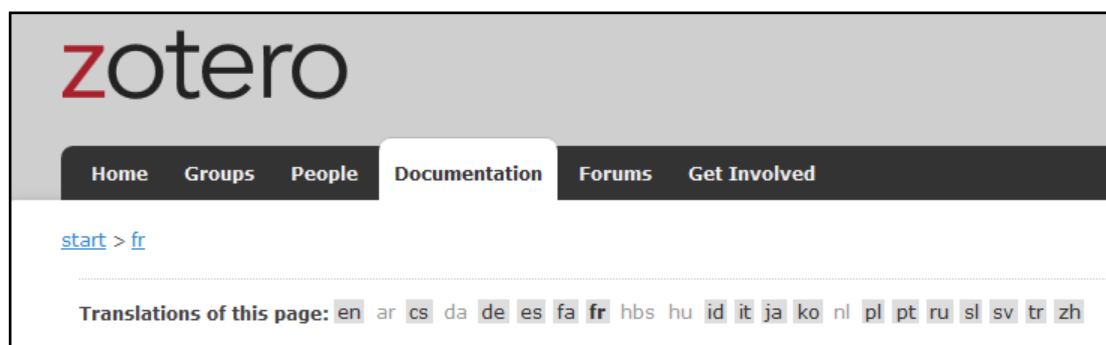 zotero
Home Groups People Documentation Forums Get Involved
start > fr
Translations of this page: en ar cs da de es fa fr hbs hu id it ja ko nl pl pt ru sl sv tr zh